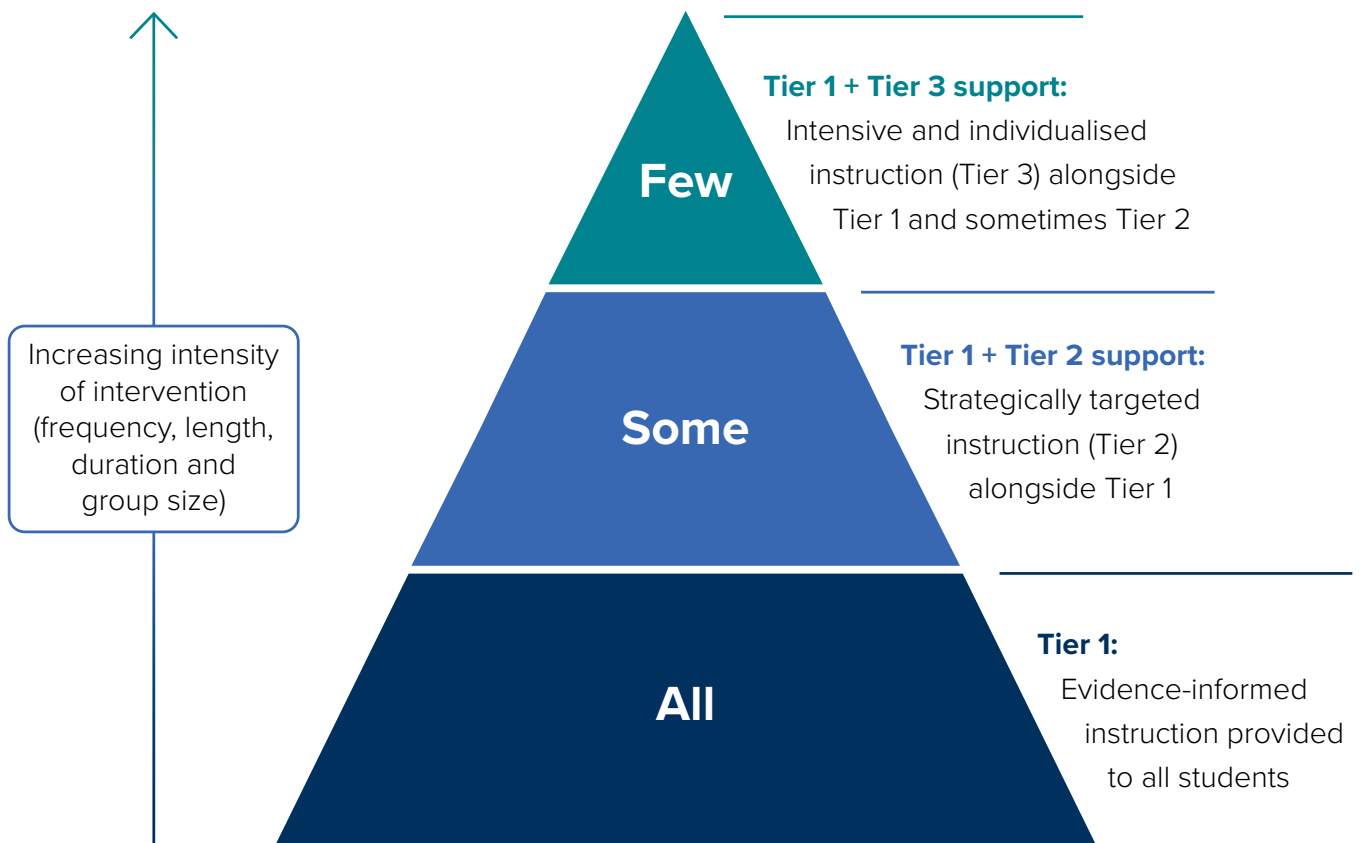 Tier 1 + Tier 3 support:
Intensive and individualised
instruction (Tier 3) alongside
Tier 1 and sometimes Tier 2
Few
Increasing intensity
of intervention
(frequency, length,
duration and
group size)
Tier 1 + Tier 2 support:
Strategically targeted
instruction (Tier 2)
alongside Tier 1
Some
Tier 1:
Evidence-informed
instruction provided
to all students
All